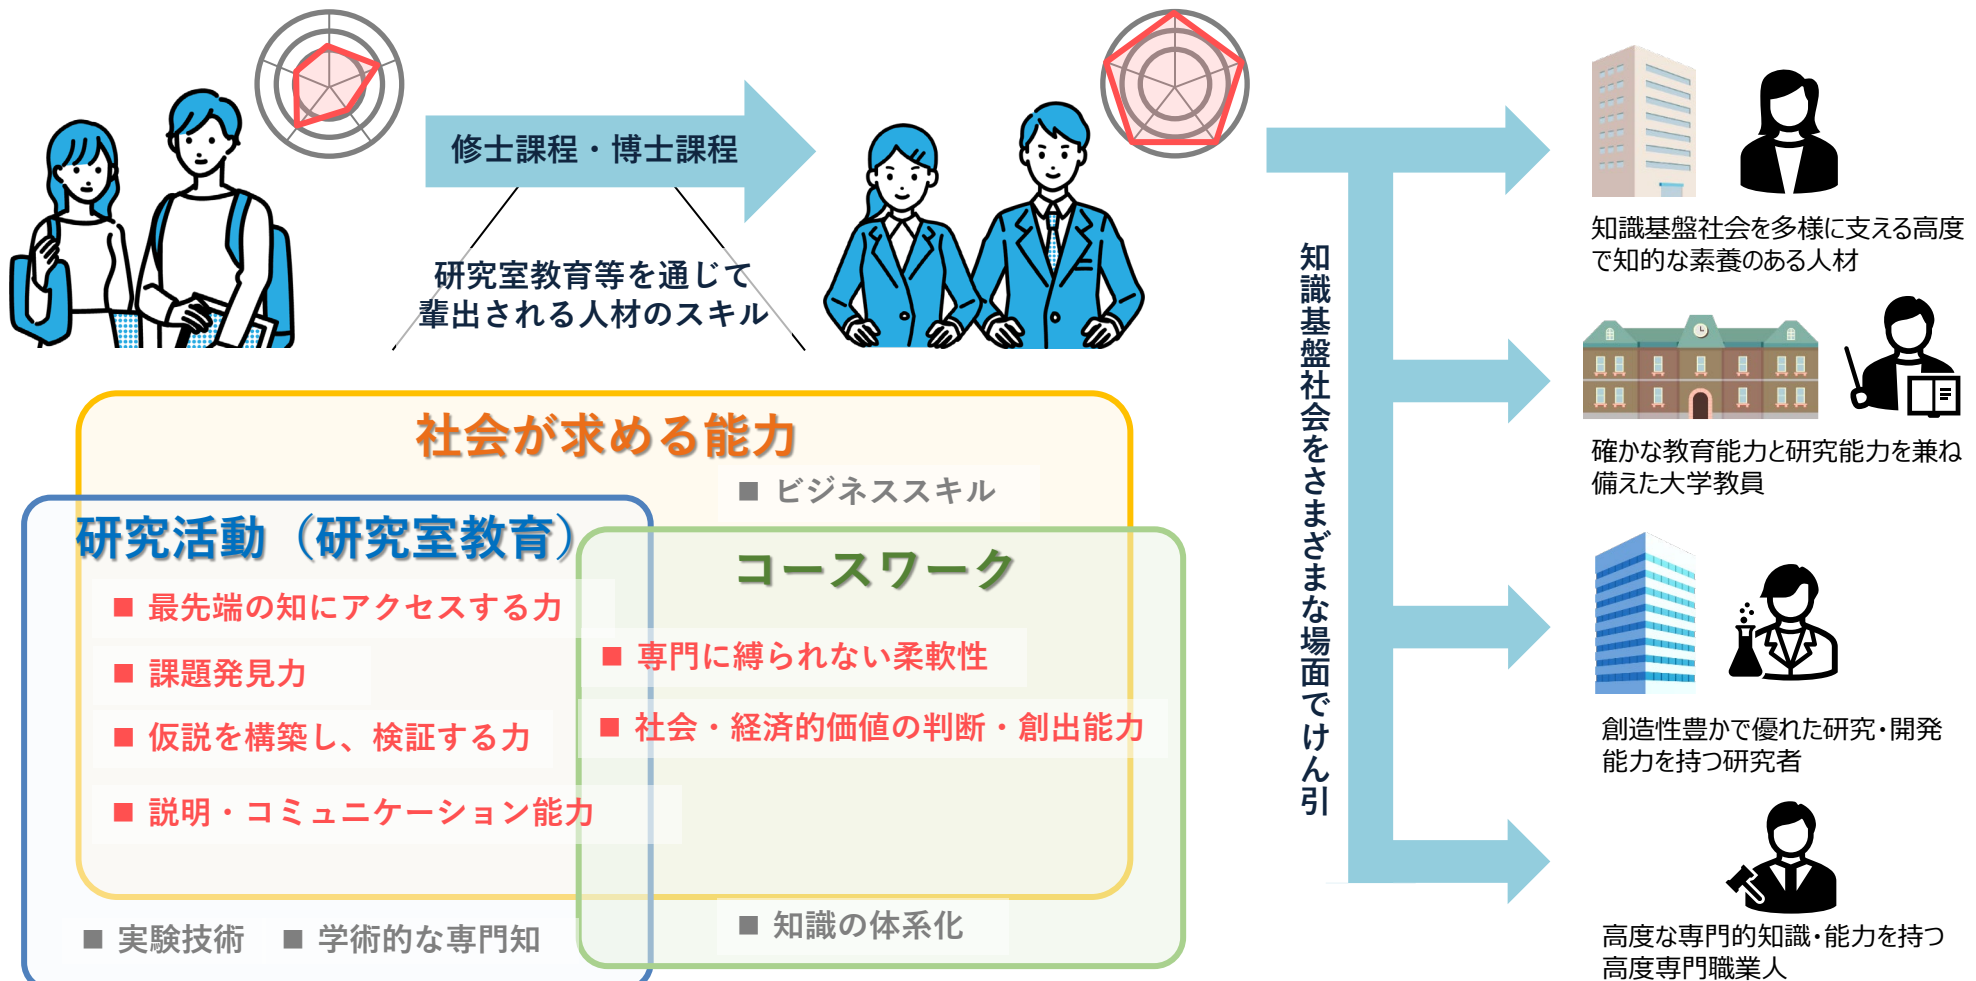 修士課程・博士課程
研究室教育等を通じて
輩出される人材のスキル
社会が求める能力
■ ビジネススキル
研究活動（研究室教育）
■ 最先端の知にアクセスする力
■ 課題発見力
■ 仮説を構築し、検証する力
■ 説明・コミュニケーション能力
コースワーク
■ 専門に縛られない柔軟性
■ 社会・経済的価値の判断・創出能力
■ 実験技術
■ 学術的な専門知
■ 知識の体系化
知識基盤社会をさまざまな場面でけん引
知識基盤社会を多様に支える高度
で知的な素養のある人材
確かな教育能力と研究能力を兼ね
備えた大学教員
創造性豊かで優れた研究・開発
能力を持つ研究者
高度な専門的知識・能力を持つ
高度専門職業人